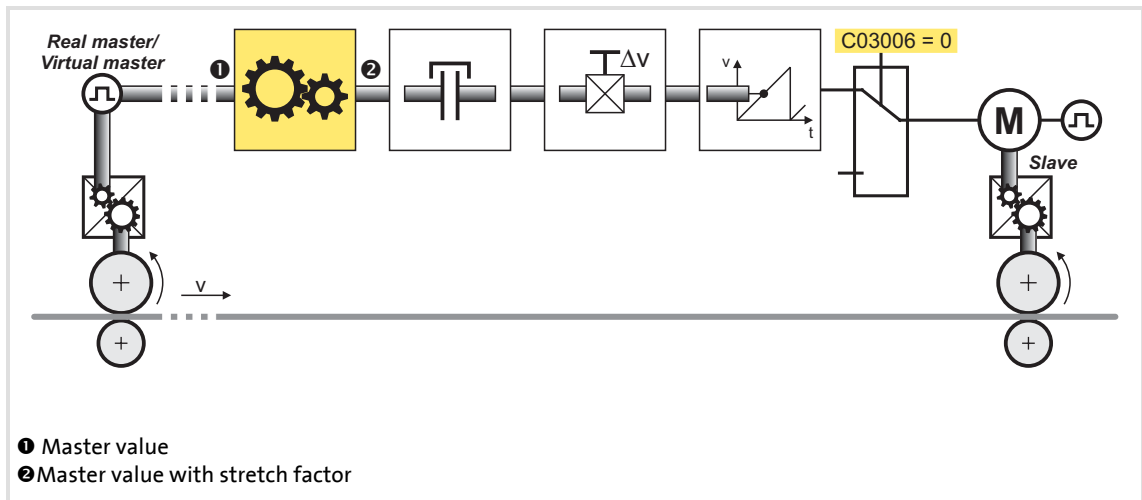 Real master/
Virtual master
❶
❷
Δv
v
t
C03006 = 0
M
Slave
v
❶ Master value
❷Master value with stretch factor